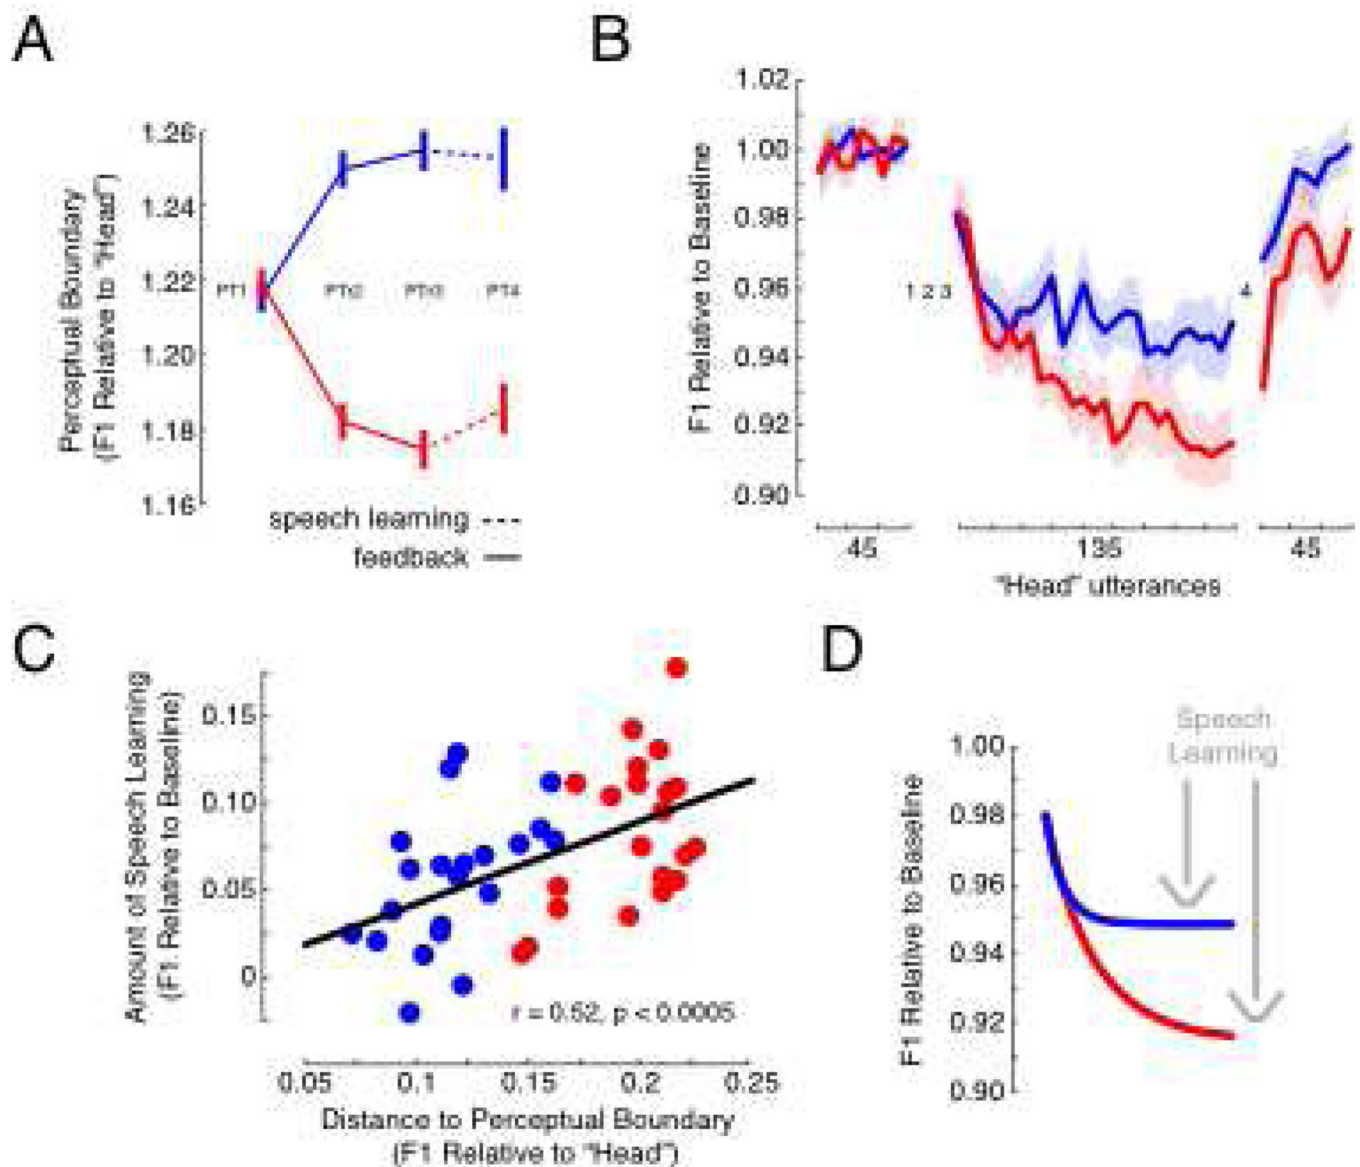 A
Perceptual Boundary
(F1 Relative to "Head")
1.26
1.24
1.22
1.20
1.18
1.16
PT1
PTr2
PTr3
PT4
speech learning
feedback
B
F1 Relative to Baseline
1.02
1.00
0.98
0.96
0.94
0.92
0.90
1 2 3
4
45
135
45
"Head" utterances
C
Amount of Speech Learning
(F1 Relative to Baseline)
0.15
0.10
0.05
0
r = 0.52, p < 0.0005
0.05
0.1
0.15
0.2
0.25
Distance to Perceptual Boundary
(F1 Relative to "Head")
D
F1 Relative to Baseline
1.00
0.98
0.96
0.94
0.92
0.90
Speech
Learning